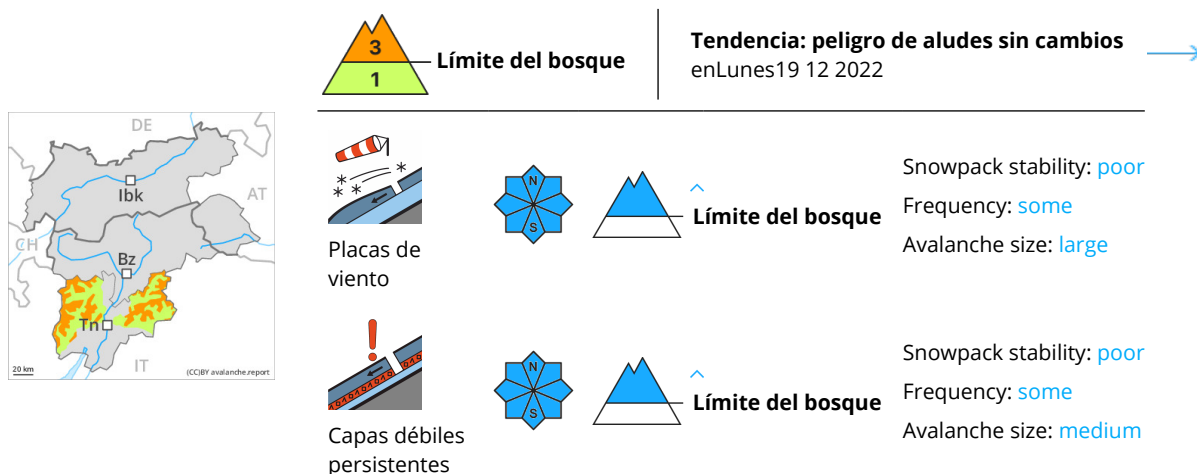 3
1
Límite del bosque
Tendencia: peligro de aludes sin cambios
enLunes19 12 2022
DE
AT
CH
IT
Ibk
Bz
Tn
20 km
(CC)BY avalanche.report
Placas de
viento
N
S
Límite del bosque
Snowpack stability: poor
Frequency: some
Avalanche size: large
Capas débiles
persistentes
N
S
Límite del bosque
Snowpack stability: poor
Frequency: some
Avalanche size: medium